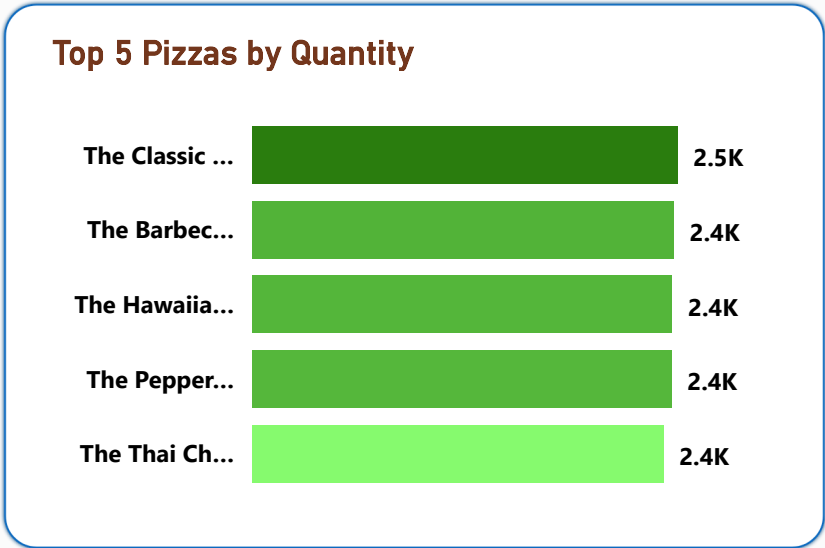 Top 5 Pizzas by Quantity
The Classic ... 2.5K
The Barbec... 2.4K
The Hawaiia... 2.4K
The Pepper... 2.4K
The Thai Ch... 2.4K